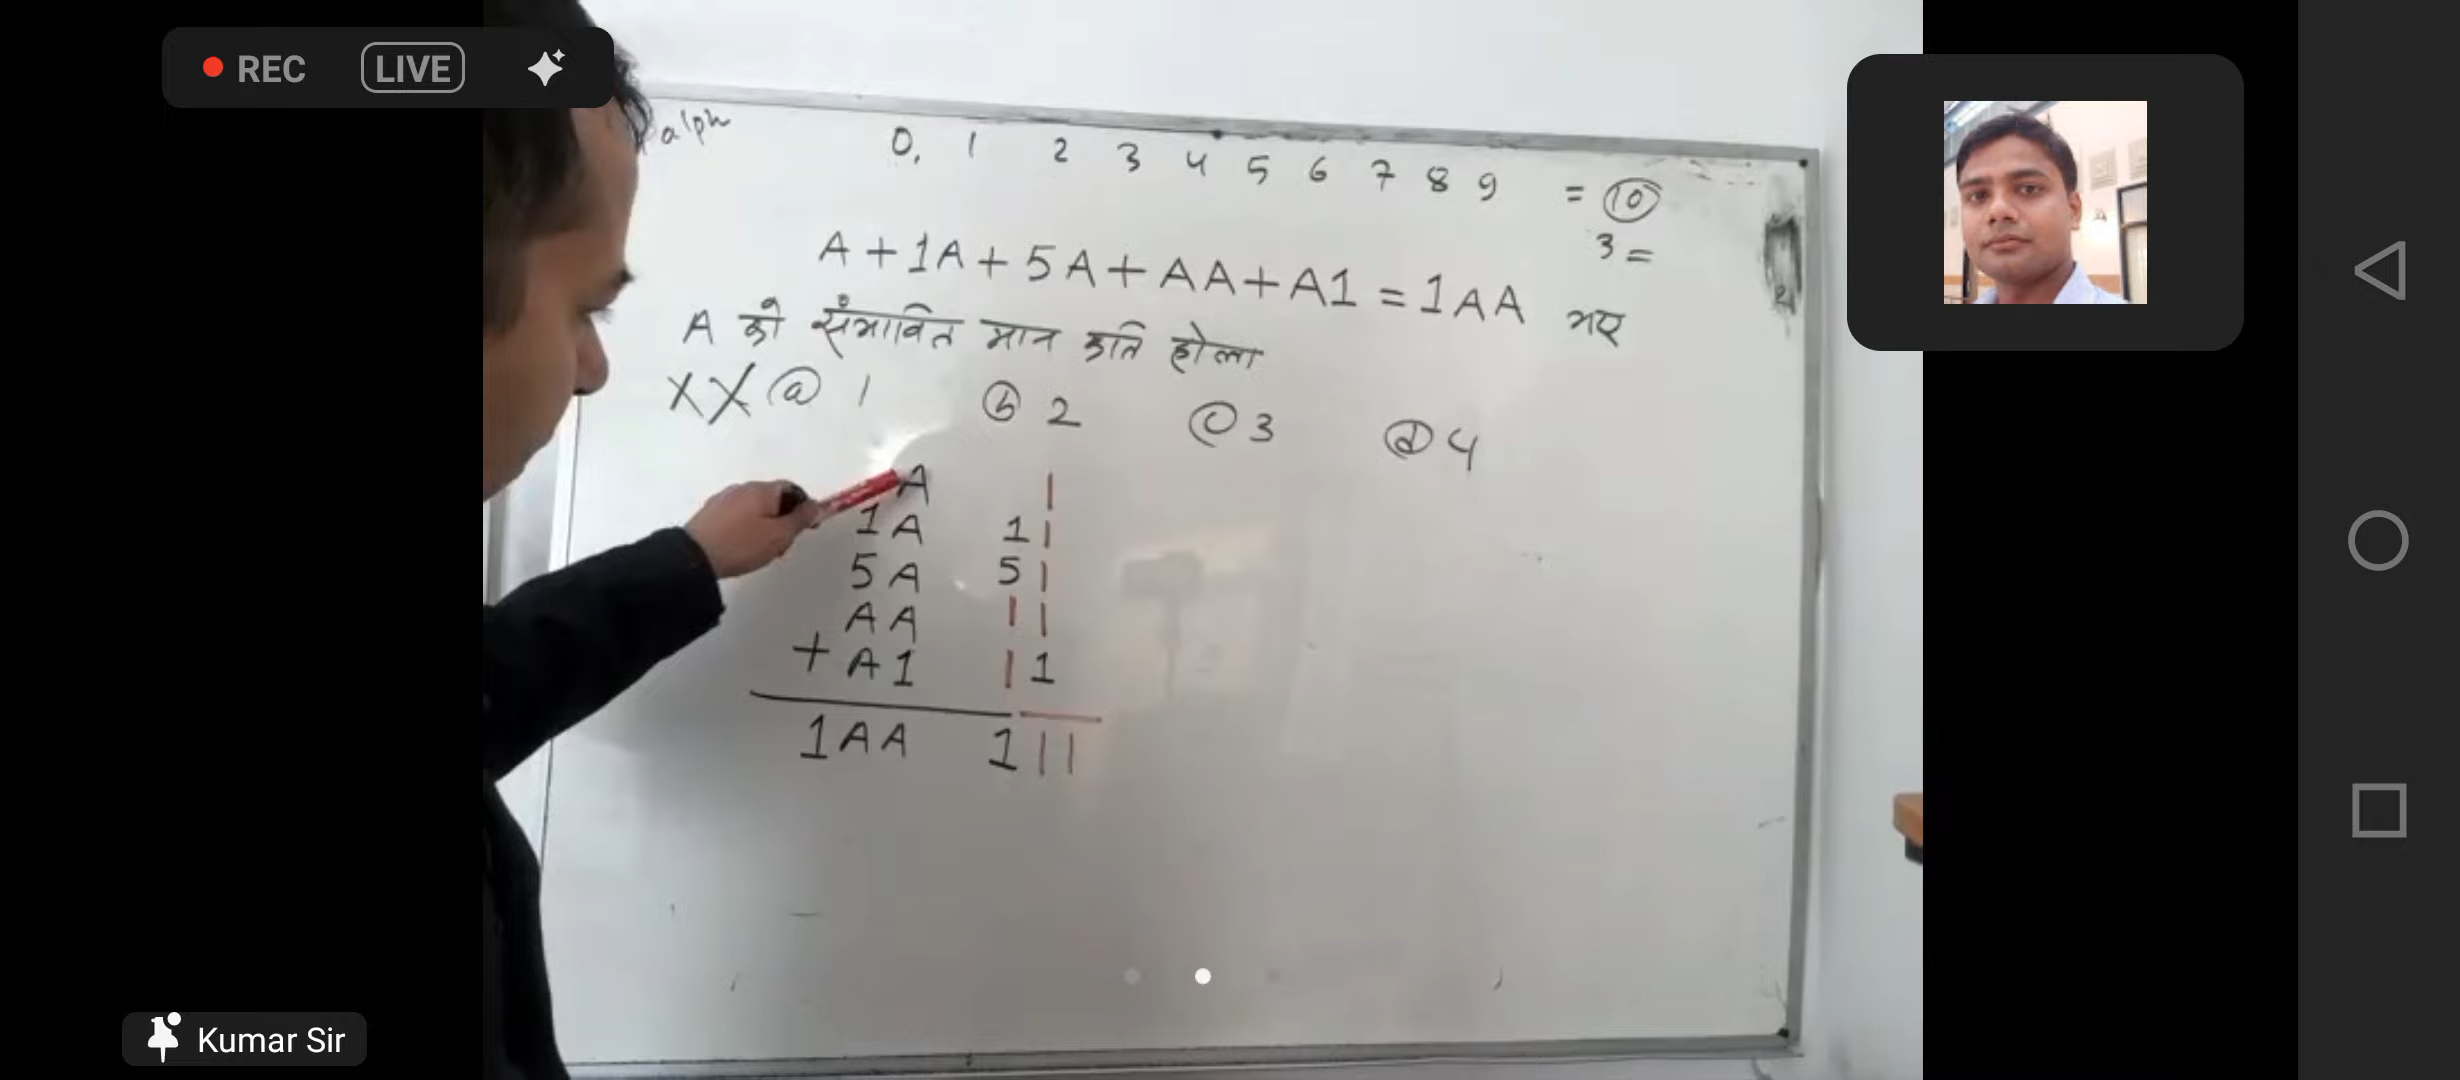 REC LIVE
alph
0, 1 2 3 4 5 6 7 8 9 = 10
3 =
A + 1A + 5A + AA + A1 = 1AA भए
A को संभावित मान कति होला
XX ⓐ 1 ⓑ 2 ⓒ 3 ⓓ 4
A 1
1A 11
5A 51
AA 11
+ A1 11
1AA 111
Kumar Sir